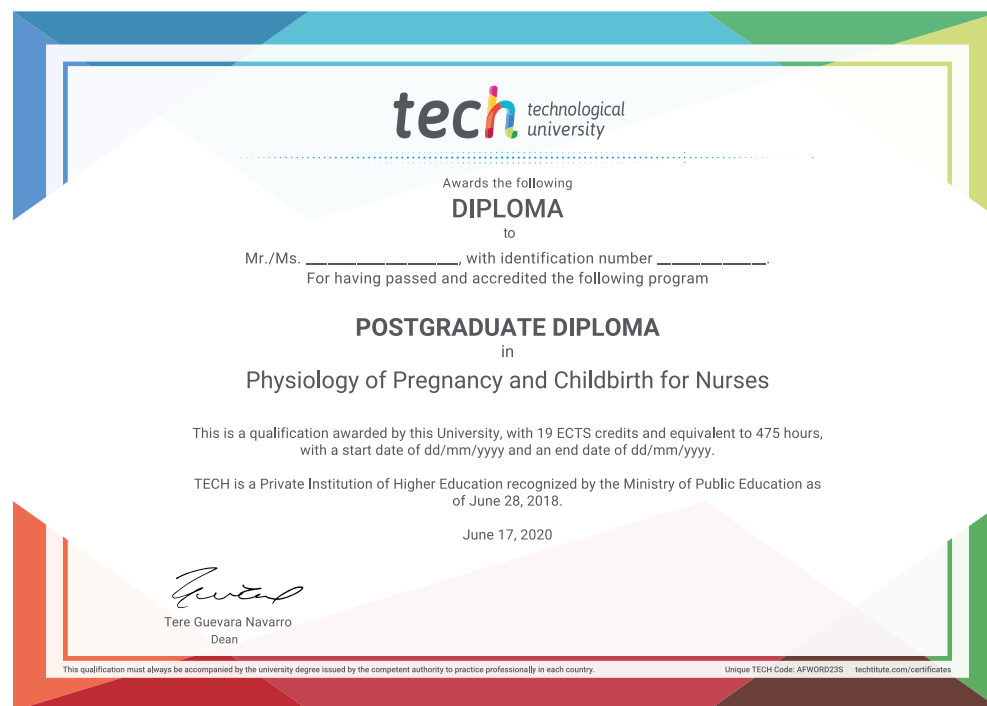 tech technological
university
Awards the following
DIPLOMA
to
Mr./Ms. ____________________, with identification number ______________.
For having passed and accredited the following program
POSTGRADUATE DIPLOMA
in
Physiology of Pregnancy and Childbirth for Nurses
This is a qualification awarded by this University, with 19 ECTS credits and equivalent to 475 hours,
with a start date of dd/mm/yyyy and an end date of dd/mm/yyyy.
TECH is a Private Institution of Higher Education recognized by the Ministry of Public Education as
of June 28, 2018.
June 17, 2020
Tere Guevara Navarro
Dean
This qualification must always be accompanied by the university degree issued by the competent authority to practice professionally in each country. Unique TECH Code: AFWORD23S techtitute.com/certificates